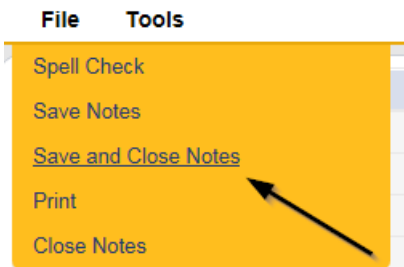 File Tools
Spell Check
Save Notes
Save and Close Notes
Print
Close Notes